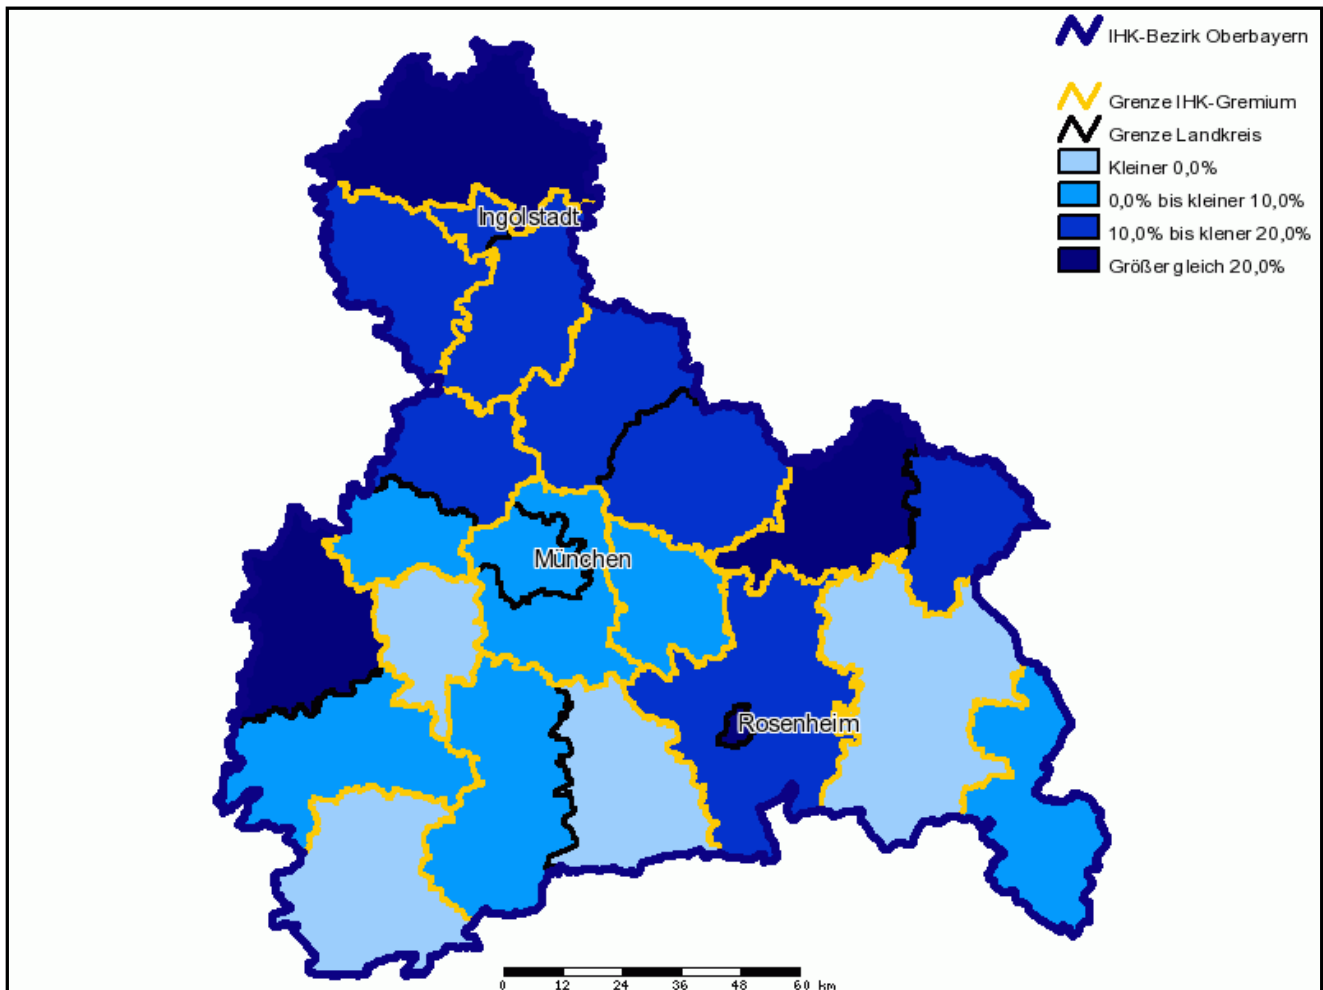 IHK-Bezirk Oberbayern
Grenze IHK-Gremium
Grenze Landkreis
Kleiner 0,0%
0,0% bis kleiner 10,0%
10,0% bis klener 20,0%
Größer gleich 20,0%
Ingolstadt
München
Rosenheim
0 12 24 36 48 60 km